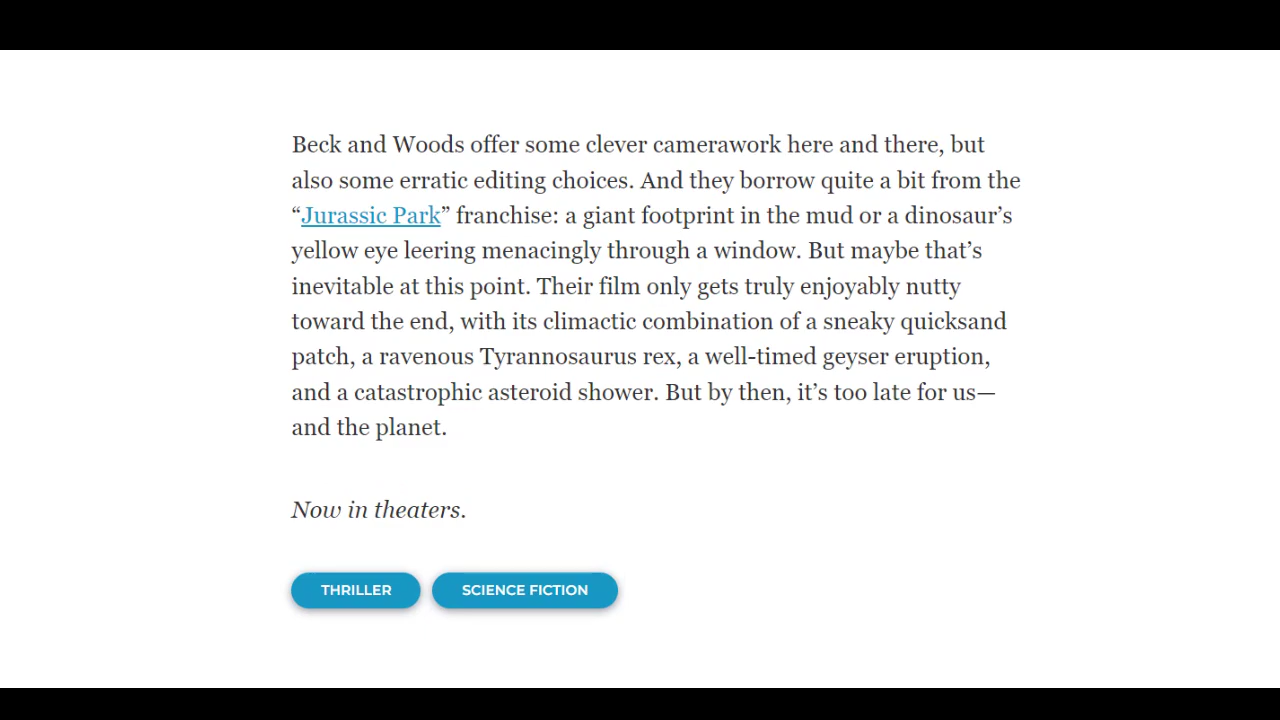 Beck and Woods offer some clever camerawork here and there, but
also some erratic editing choices. And they borrow quite a bit from the
“Jurassic Park” franchise: a giant footprint in the mud or a dinosaur’s
yellow eye leering menacingly through a window. But maybe that’s
inevitable at this point. Their film only gets truly enjoyably nutty
toward the end, with its climactic combination of a sneaky quicksand
patch, a ravenous Tyrannosaurus rex, a well-timed geyser eruption,
and a catastrophic asteroid shower. But by then, it’s too late for us—
and the planet.
Now in theaters.
THRILLER SCIENCE FICTION